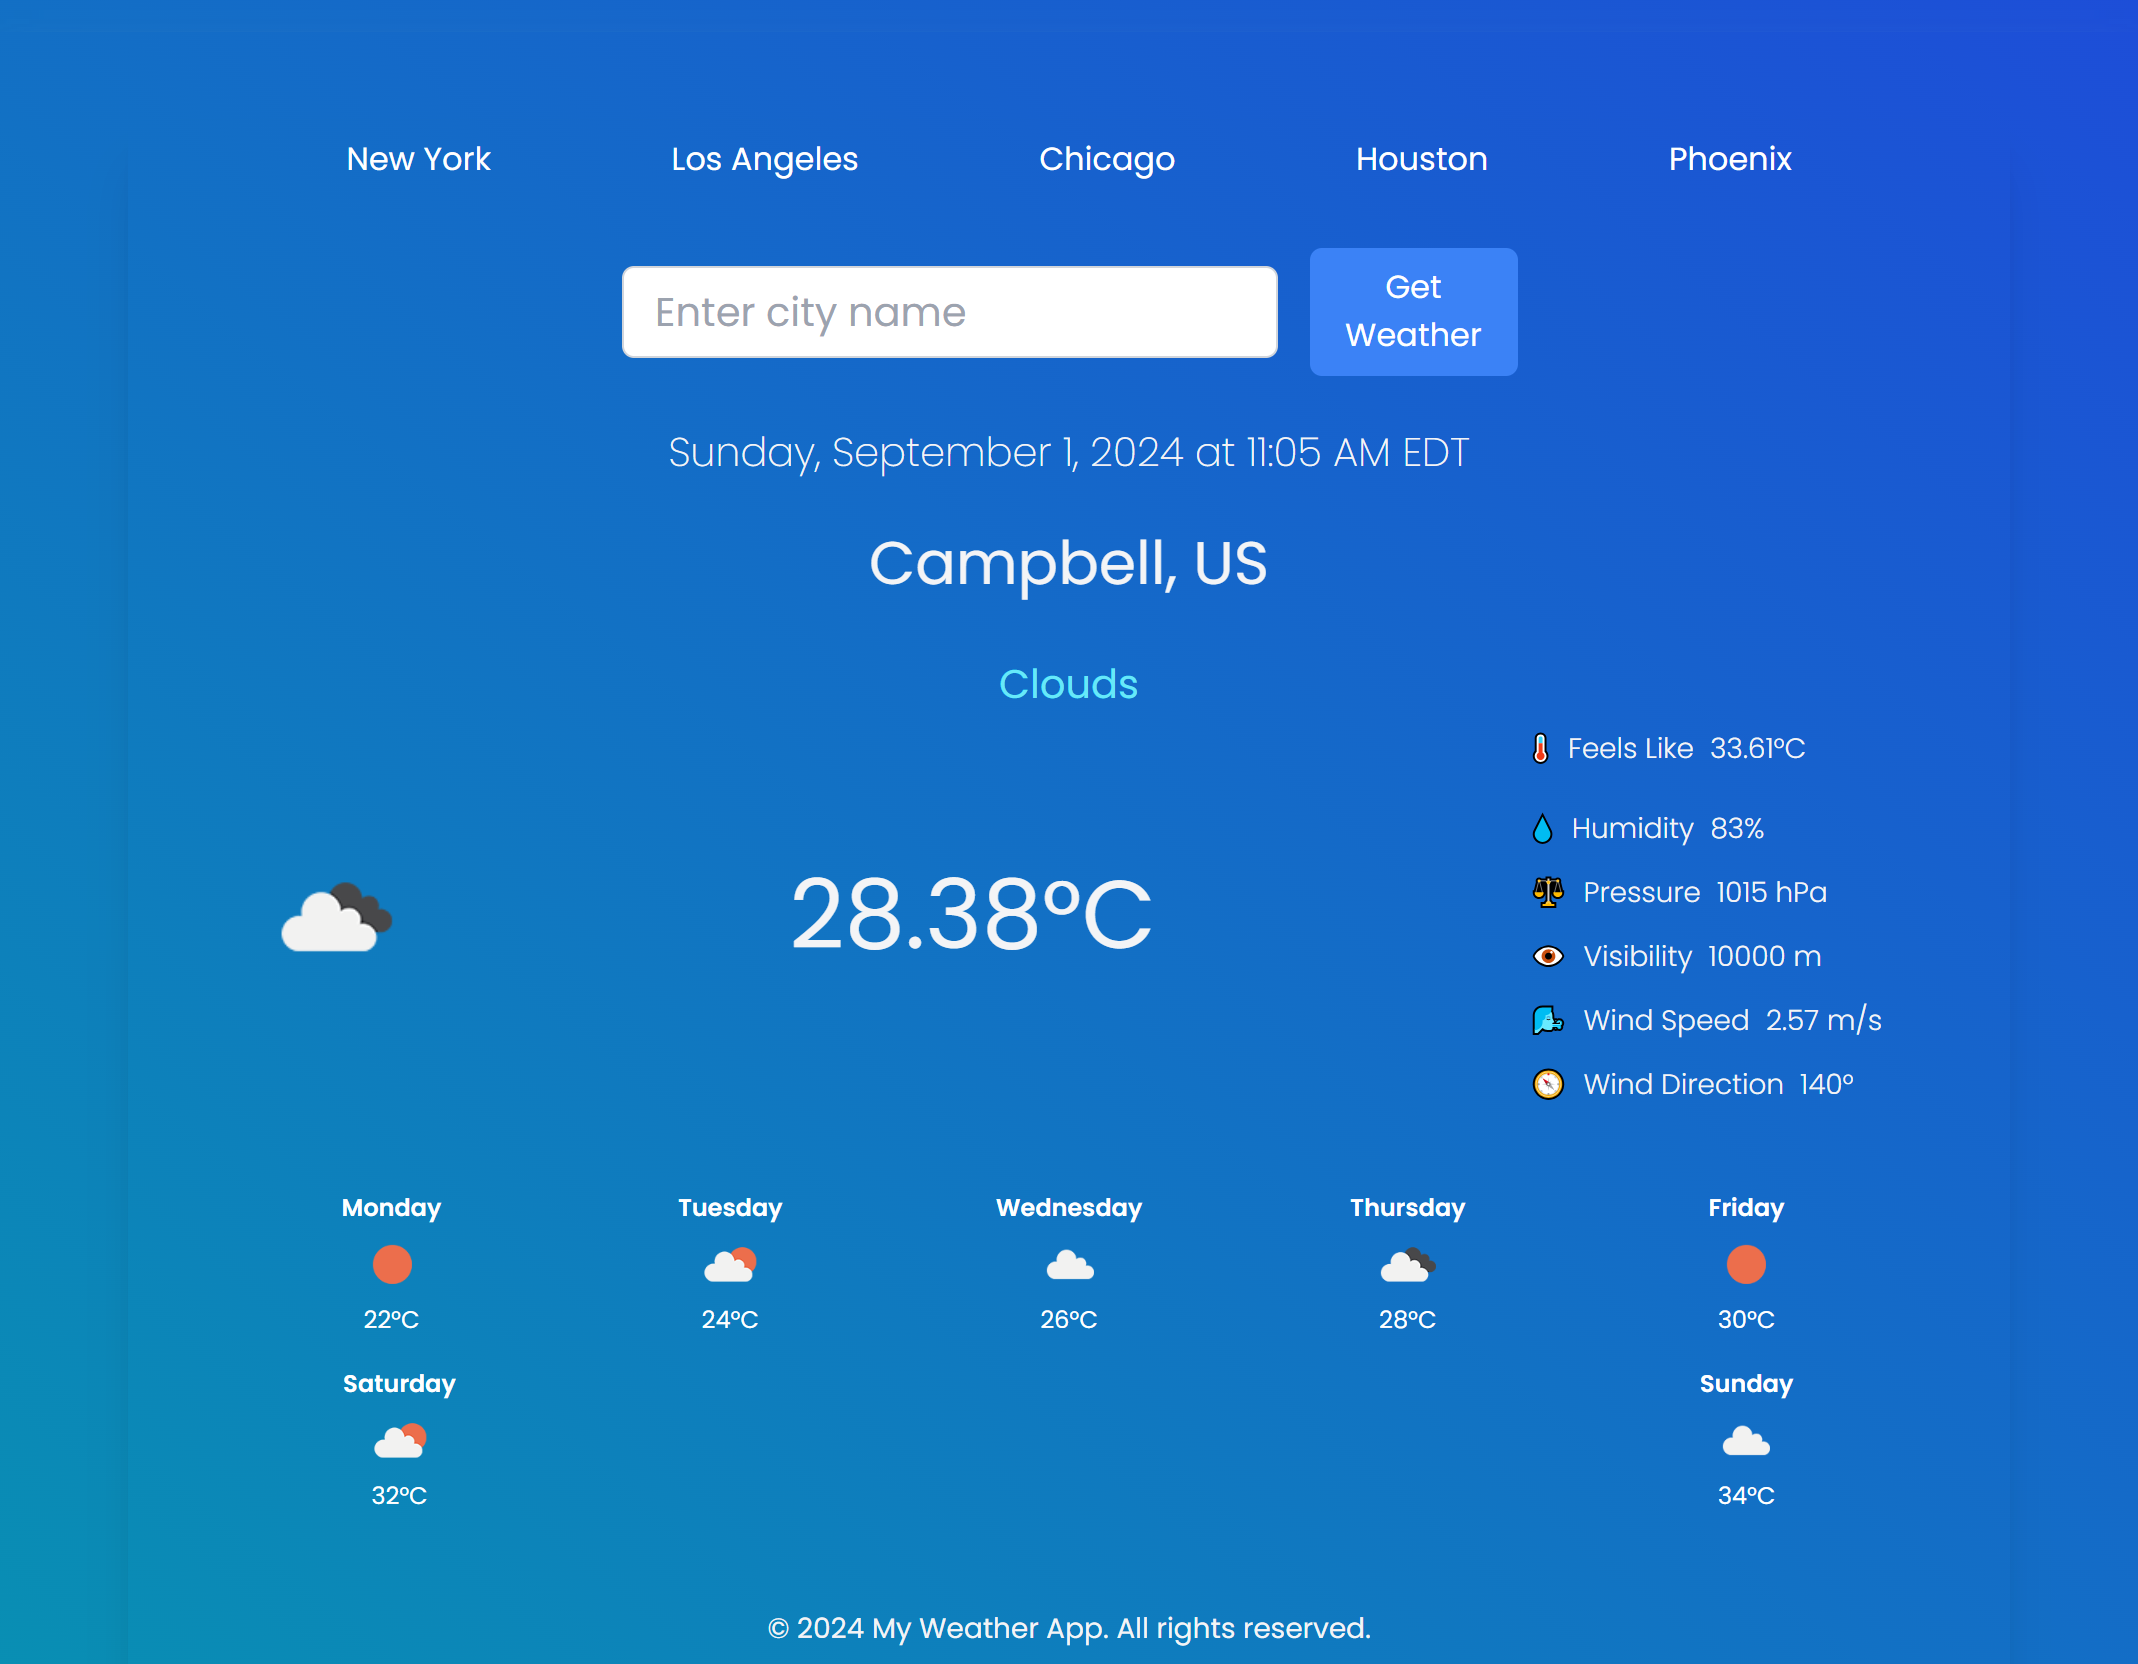 New York Los Angeles Chicago Houston Phoenix
Enter city name
Get
Weather
Sunday, September 1, 2024 at 11:05 AM EDT
Campbell, US
Clouds
28.38°C
Feels Like 33.61°C
Humidity 83%
Pressure 1015 hPa
Visibility 10000 m
Wind Speed 2.57 m/s
Wind Direction 140°
Monday Tuesday Wednesday Thursday Friday
22°C 24°C 26°C 28°C 30°C
Saturday Sunday
32°C 34°C
© 2024 My Weather App. All rights reserved.